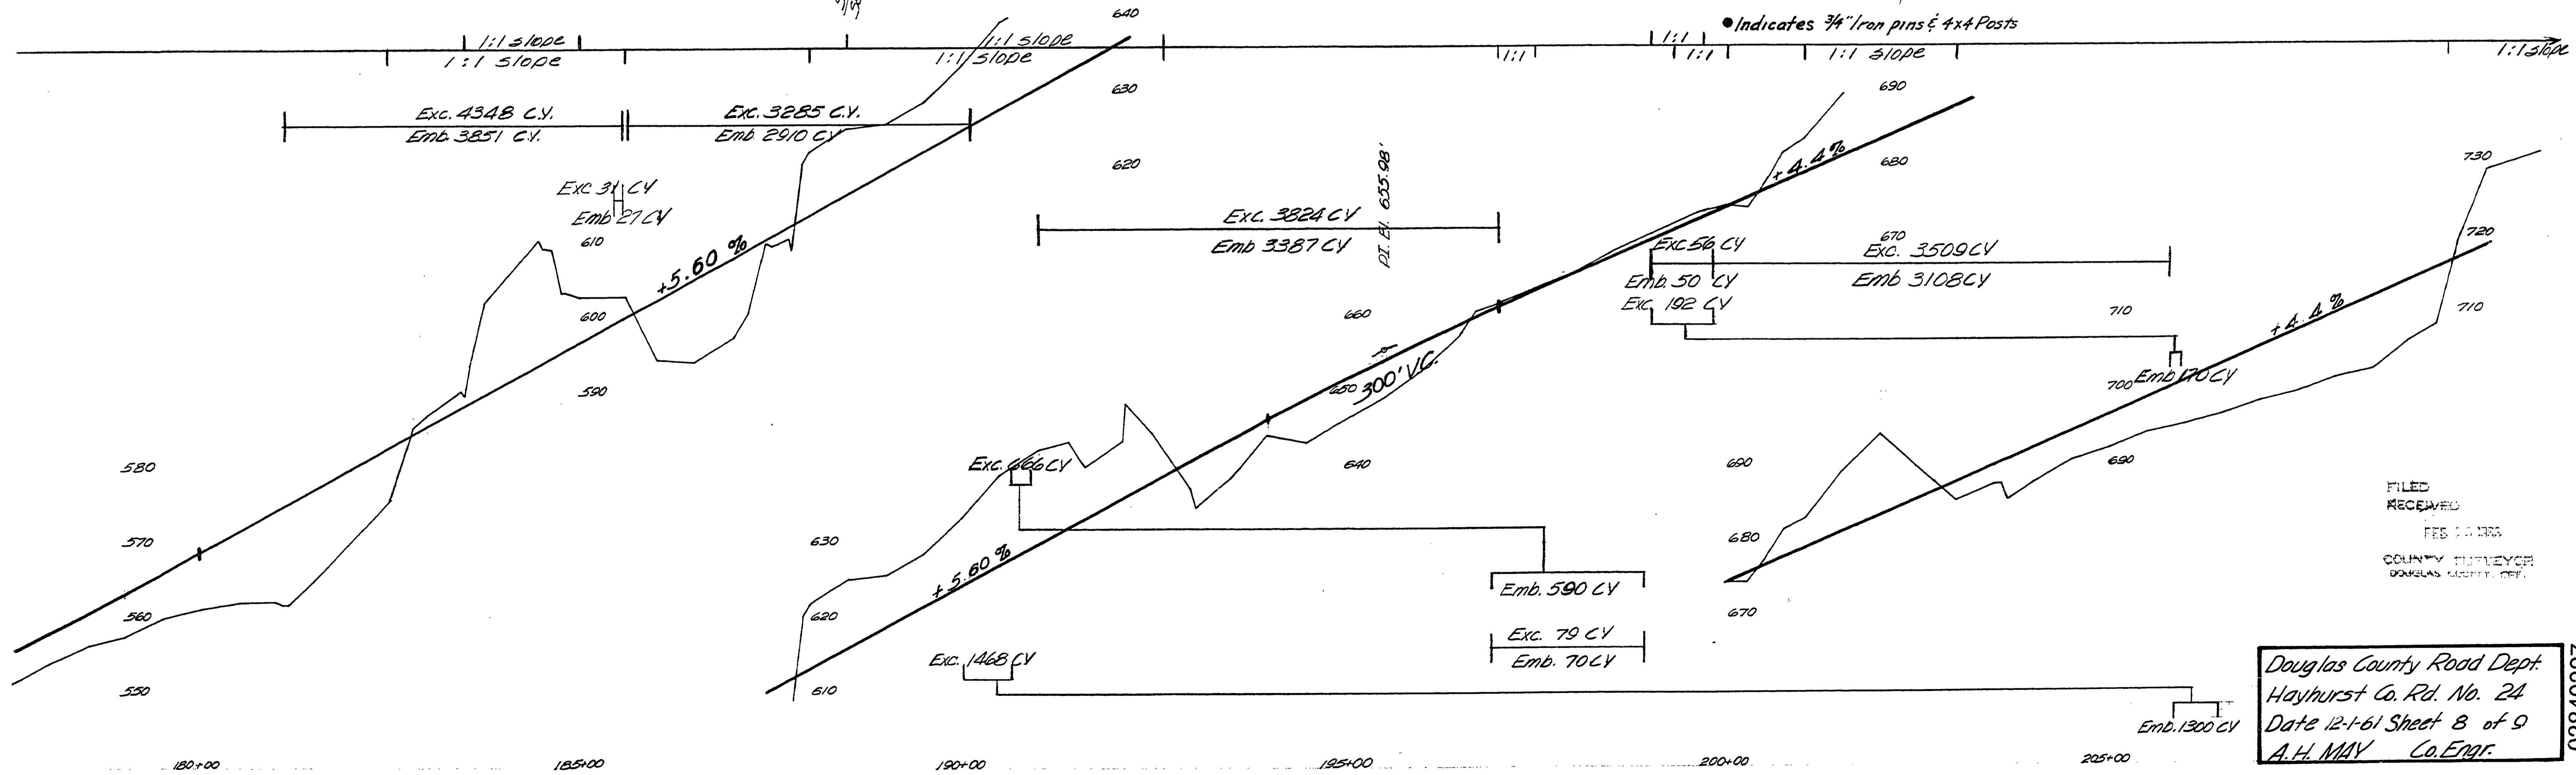 640
● Indicates 3/4" Iron pins & 4x4 Posts
1:1 slope
1:1 slope
1:1
1:1 slope
1:1 slope
1:1 slope
1:1
1:1
1:1 slope
630
690
Exc. 4348 C.Y.
Emb. 3851 C.Y.
Exc. 3285 C.Y.
Emb 2910 CY
620
P.I. El. 655.98'
+4.4%
680
730
Exc 31 CY
Emb 27 CY
610
+5.60 %
Exc. 3824 CY
Emb 3387 CY
670
720
Exc 56 CY
Emb. 50 CY
Exc. 3509 CY
Emb 3108 CY
Exc. 192 CY
600
660
710
+4.4%
710
590
650
300' V.C.
700
Emb 170 CY
580
Exc. 666 CY
640
690
690
FILED
RECEIVED
FEB
COUNTY SURVEYOR
DOUGLAS COUNTY, ORE.
570
630
+5.60 %
680
560
620
Emb. 590 CY
670
Exc. 79 CY
Emb. 70 CY
550
Exc. 1468 CY
610
Emb. 1300 CY
Douglas County Road Dept.
Hayhurst Co. Rd. No. 24
Date 12-1-61 Sheet 8 of 9
A.H. MAY Co. Engr.
180+00
185+00
190+00
195+00
200+00
205+00